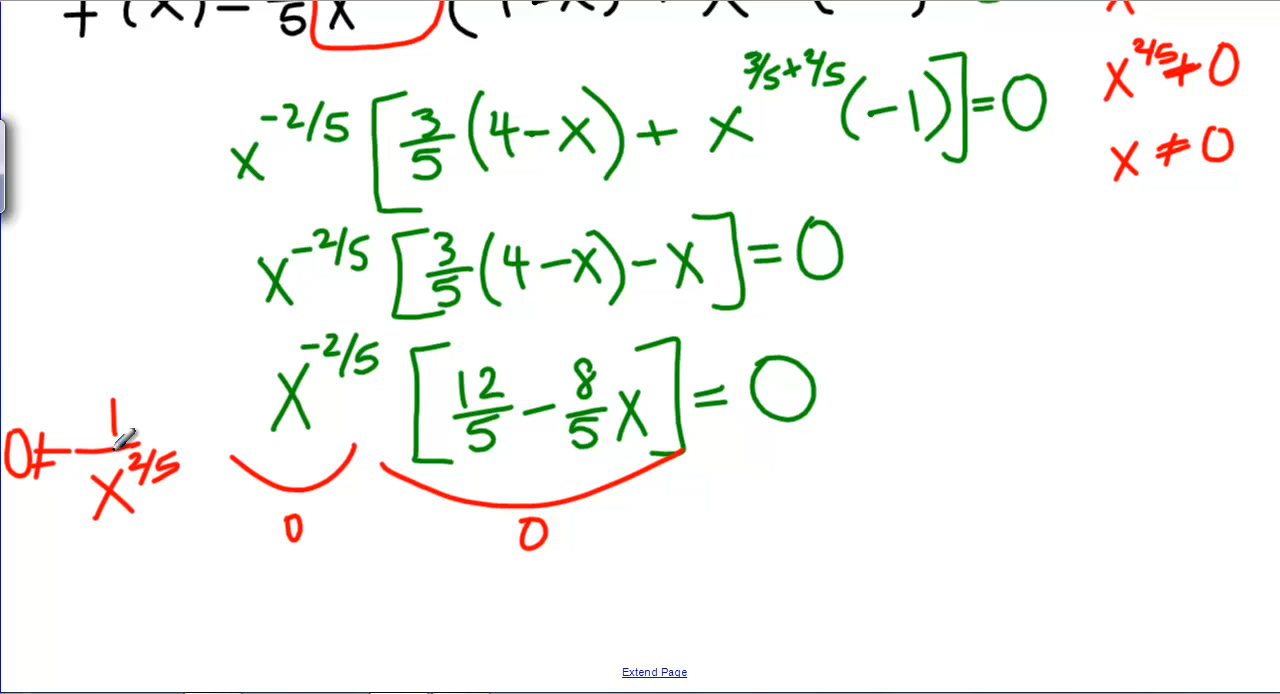 x^{-2/5} [ 3/5 (4 - x) + x^{3/5 + 2/5} (-1) ] = 0
x^{2/5} ≠ 0
x ≠ 0
x^{-2/5} [ 3/5 (4 - x) - x ] = 0
x^{-2/5} [ 12/5 - 8/5 x ] = 0
0 ≠ 1/x^{2/5}
0 0
Extend Page